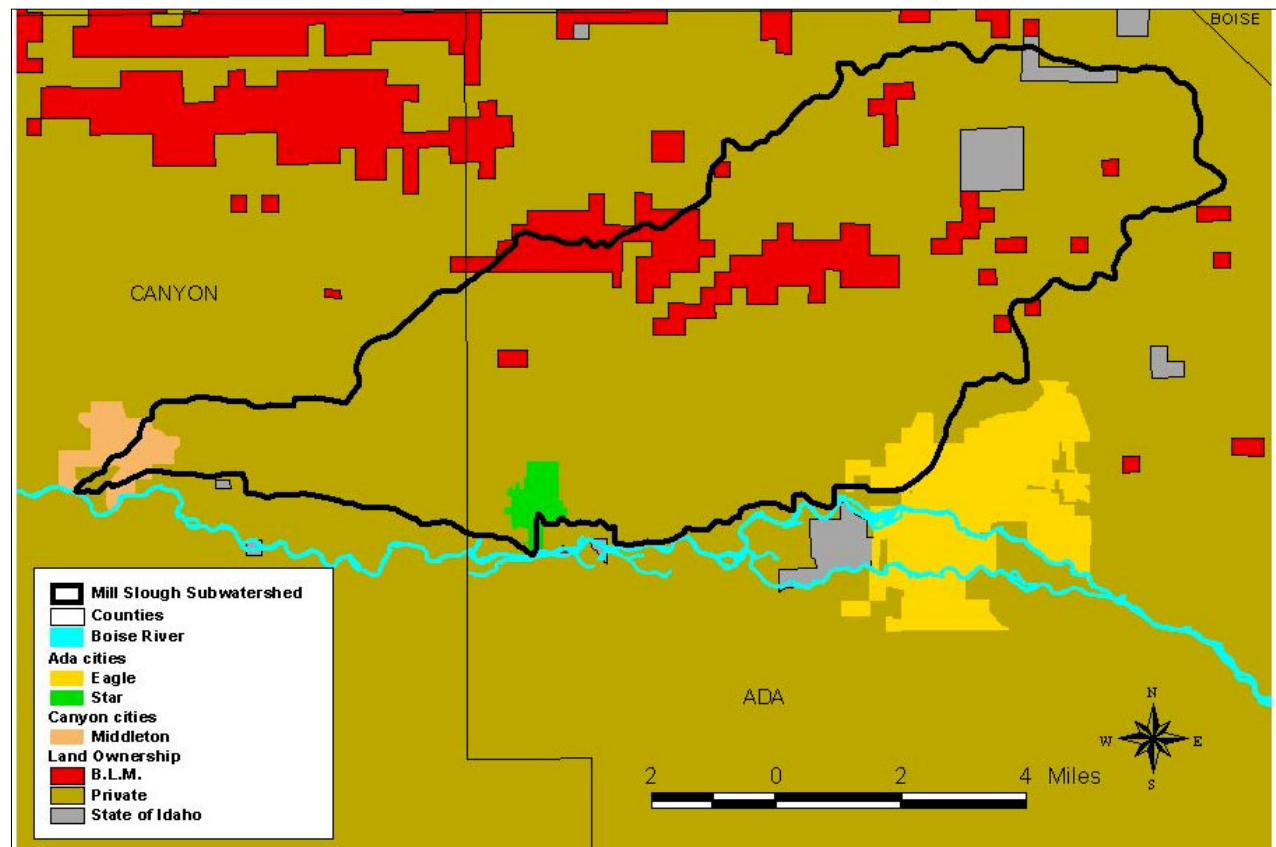 BOISE
CANYON
ADA
Mill Slough Subwatershed
Counties
Boise River
Ada cities
Eagle
Star
Canyon cities
Middleton
Land Ownership
B.L.M.
Private
State of Idaho
N
W E
S
2 0 2 4 Miles